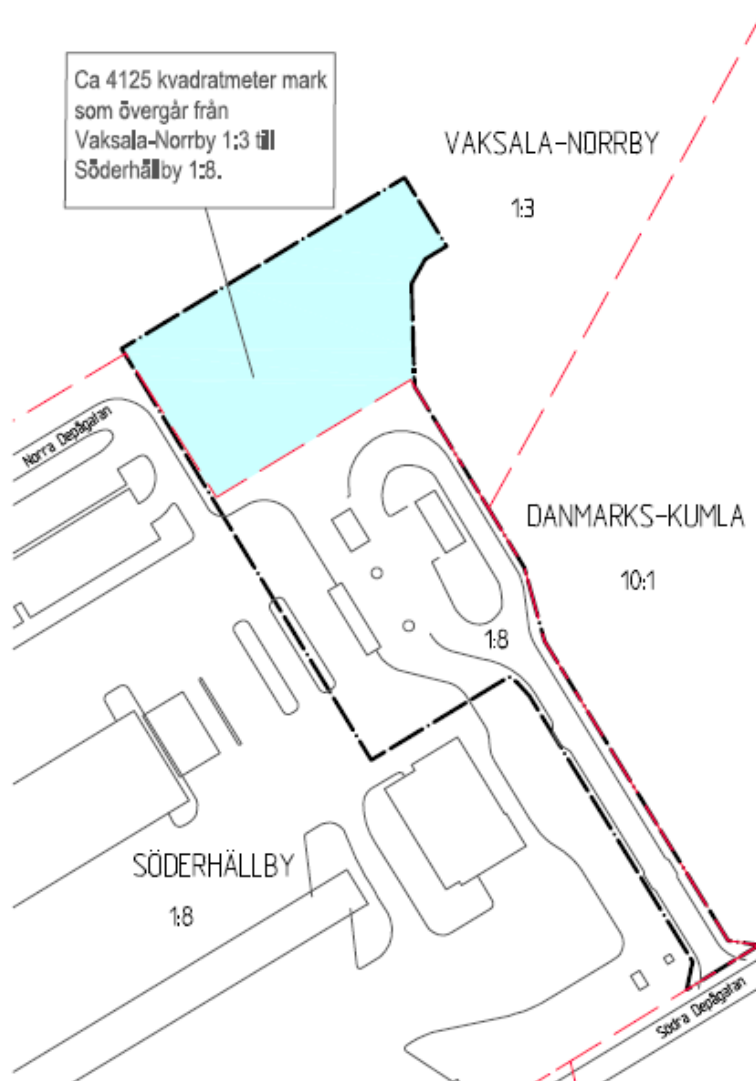 Ca 4125 kvadratmeter mark
som övergår från
Vaksala-Norrby 1:3 till
Söderhällby 1:8.
VAKSALA-NORRBY
1:3
Norra Depågatan
DANMARKS-KUMLA
10:1
1:8
SÖDERHÄLLBY
1:8
Södra Depågatan